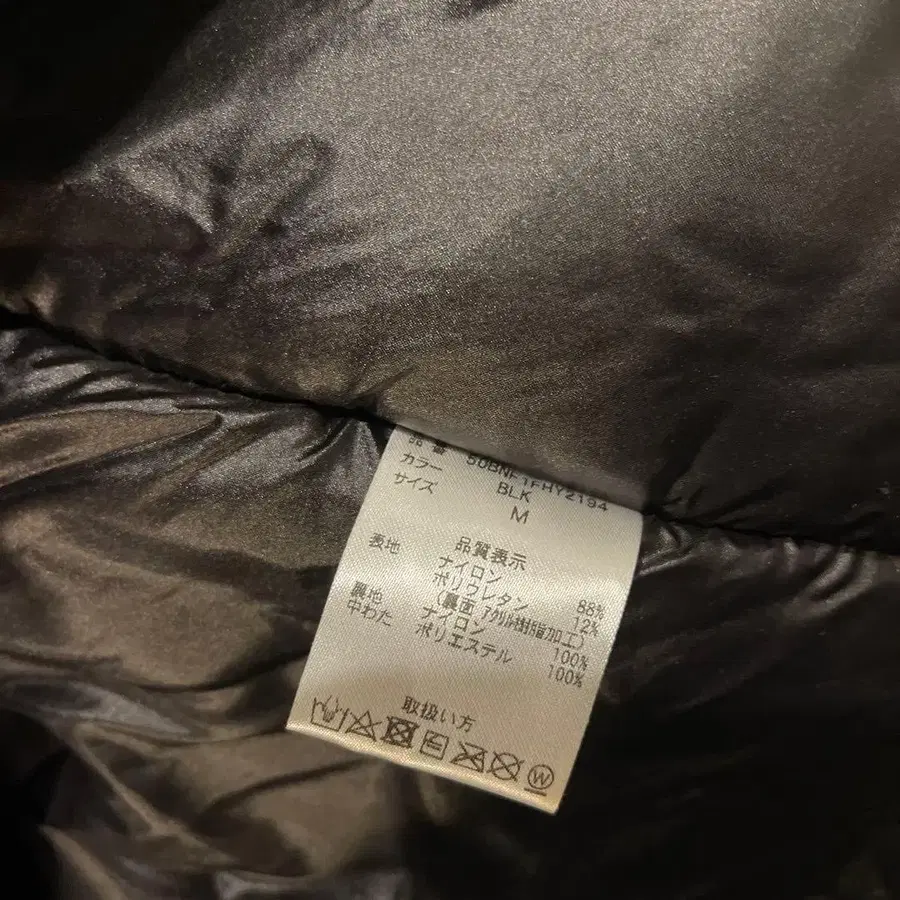 品番 SUBNF1FHY2194
カラー BLK
サイズ M
品質表示
表地 ナイロン 88%
ポリウレタン 12%
(裏面 アクリル樹脂加工)
裏地 ナイロン 100%
中わた ポリエステル 100%
取扱い方
W